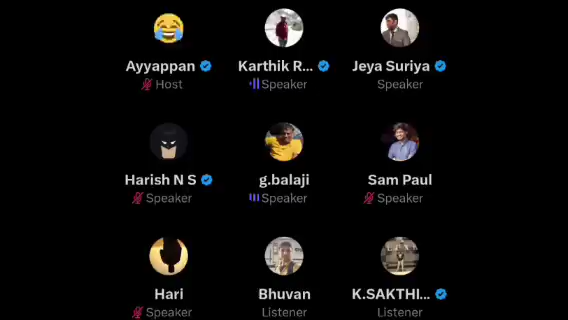 Ayyappan Karthik R... Jeya Suriya
Host Speaker Speaker
Harish N S g.balaji Sam Paul
Speaker Speaker Speaker
Hari Bhuvan K.SAKTHI...
Speaker Listener Listener